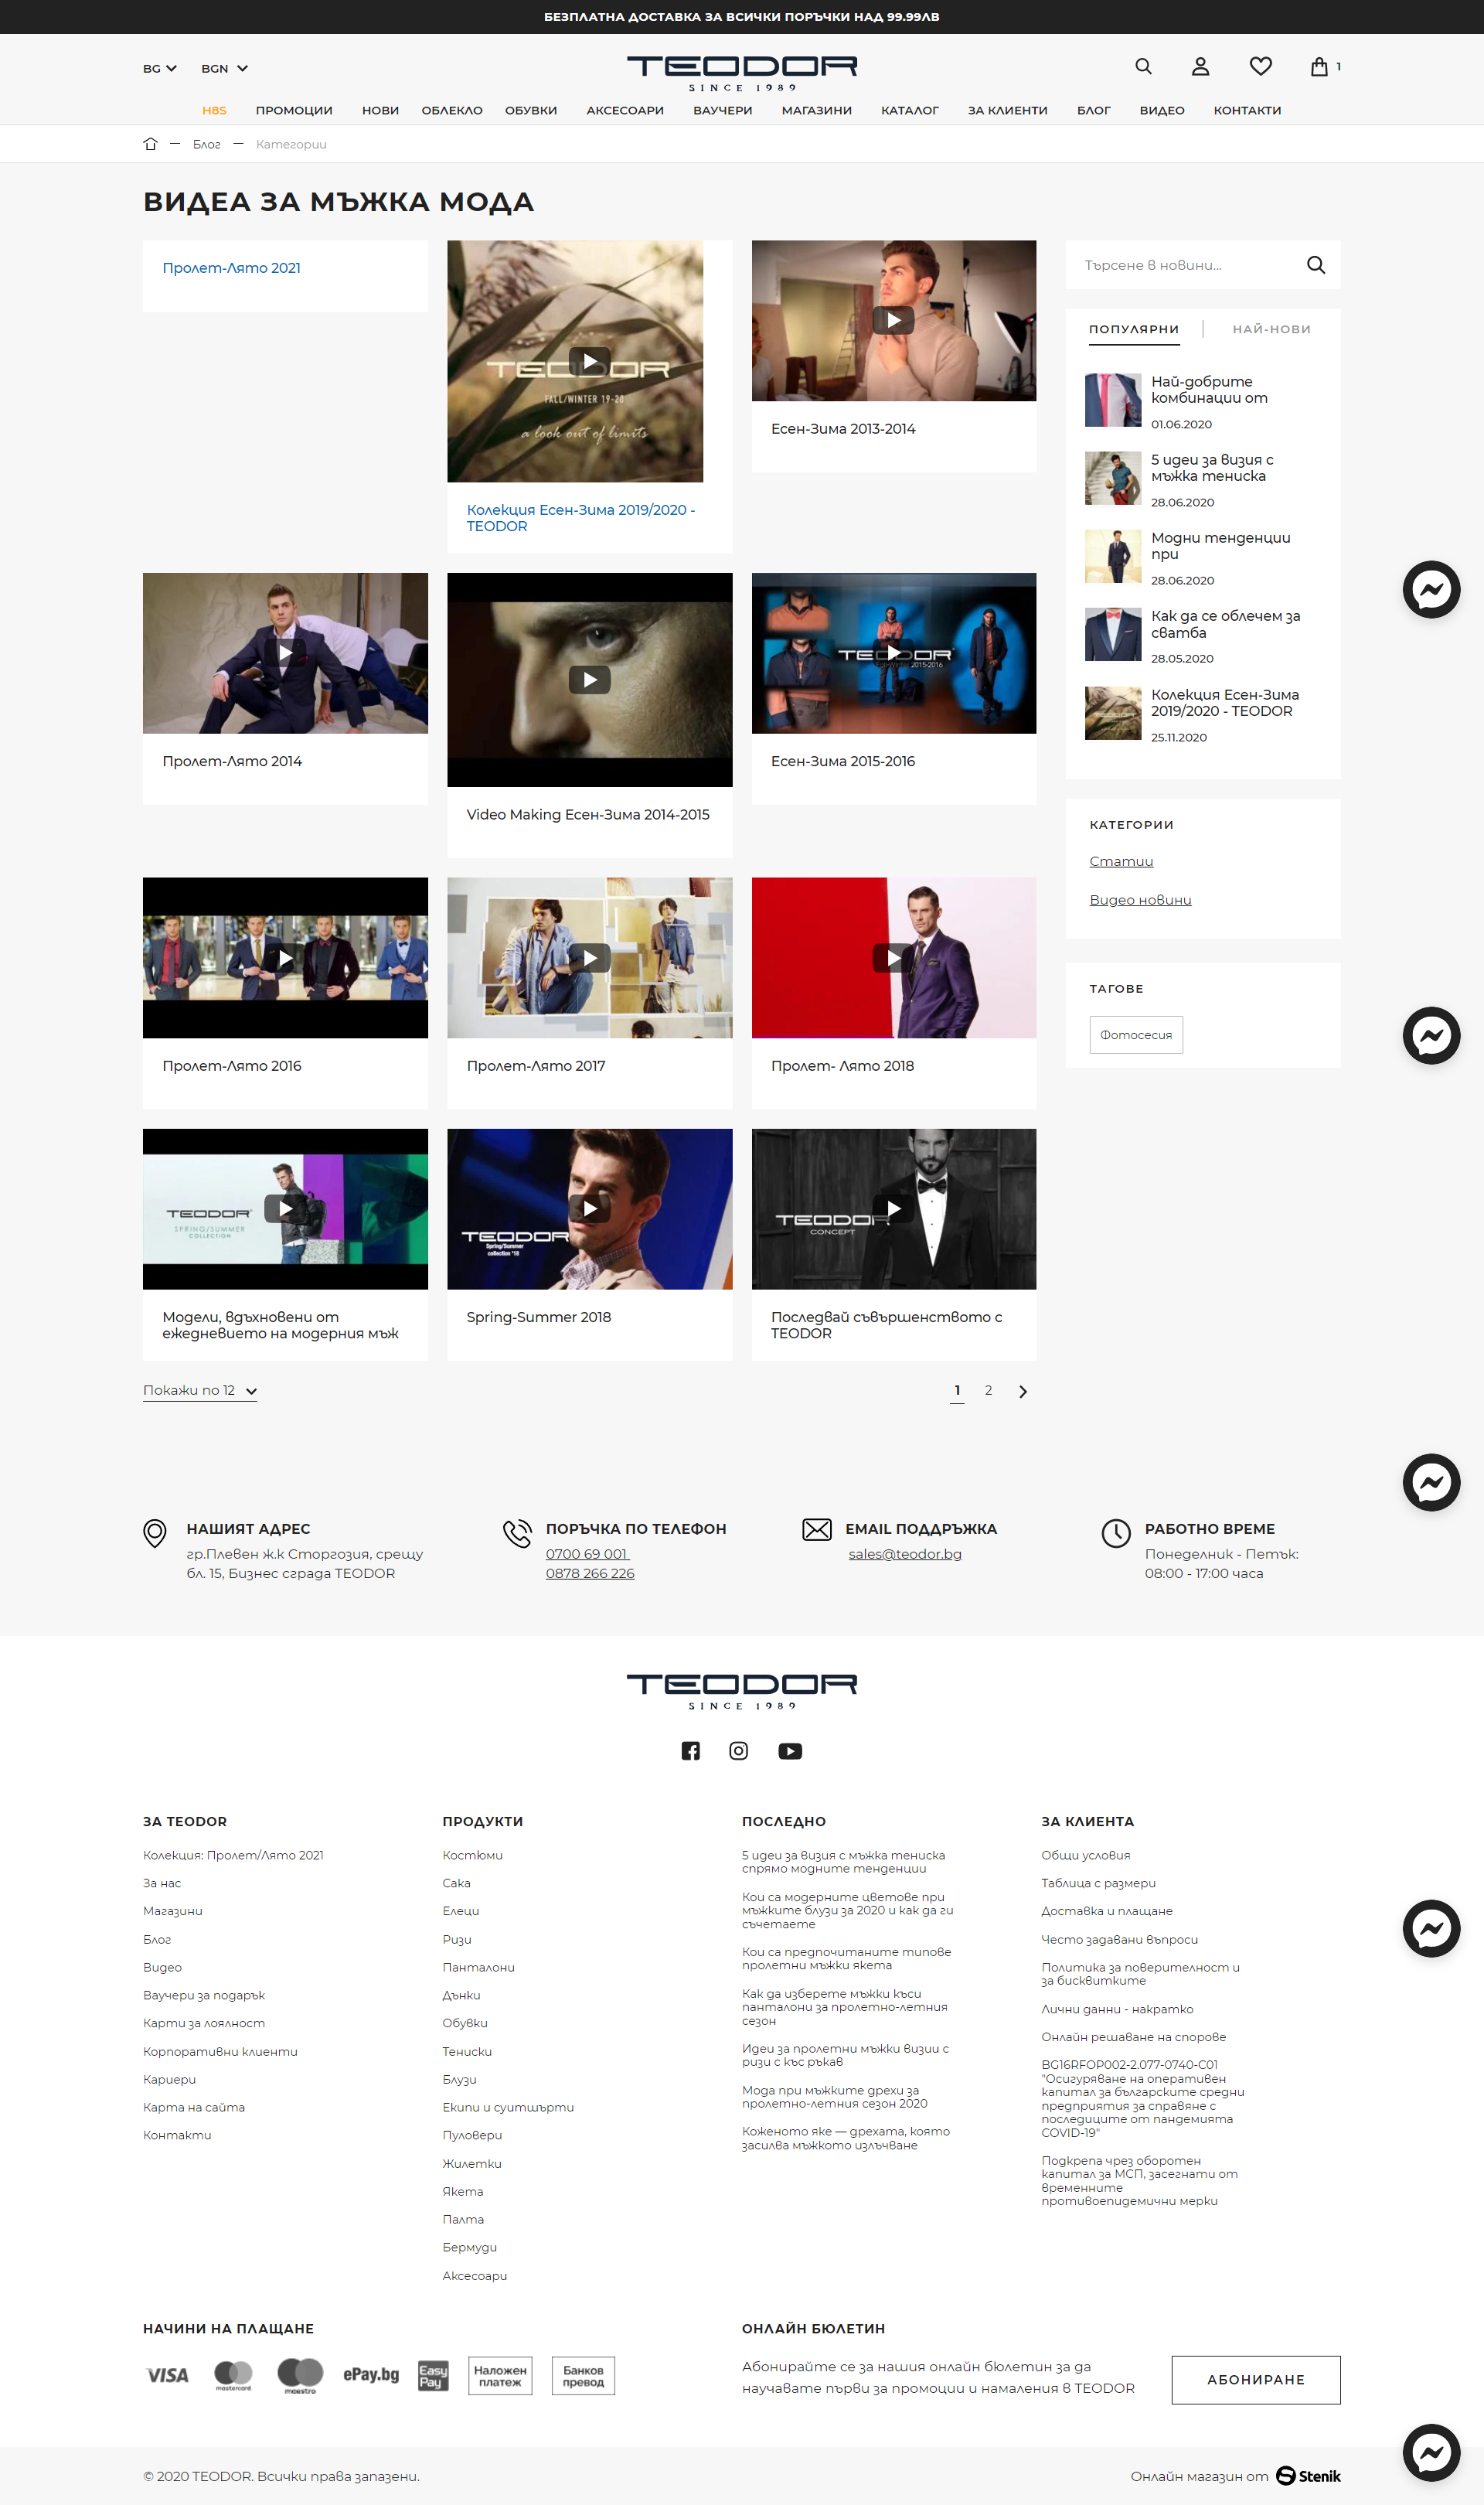 БЕЗПЛАТНА ДОСТАВКА ЗА ВСИЧКИ ПОРЪЧКИ НАД 99.99ЛВ
BG
BGN
TEODOR
SINCE 1989
1
H8S
ПРОМОЦИИ
НОВИ
ОБЛЕКЛО
ОБУВКИ
АКСЕСОАРИ
ВАУЧЕРИ
МАГАЗИНИ
КАТАЛОГ
ЗА КЛИЕНТИ
БЛОГ
ВИДЕО
КОНТАКТИ
Блог
Категории
ВИДЕА ЗА МЪЖКА МОДА
Пролет-Лято 2021
TEODOR
FALL/WINTER 19-20
a look out of limits
Колекция Есен-Зима 2019/2020 -
TEODOR
Есен-Зима 2013-2014
Пролет-Лято 2014
Video Making Есен-Зима 2014-2015
TEODOR
Fall-Winter 2015-2016
Есен-Зима 2015-2016
Пролет-Лято 2016
Пролет-Лято 2017
Пролет- Лято 2018
TEODOR
SPRING/SUMMER
COLLECTION
Модели, вдъхновени от
ежедневието на модерния мъж
TEODOR
Spring/Summer
collection '18
Spring-Summer 2018
TEODOR
CONCEPT
Последвай съвършенството с
TEODOR
Покажи по 12
1
2
Търсене в новини...
ПОПУЛЯРНИ
НАЙ-НОВИ
Най-добрите
комбинации от
01.06.2020
5 идеи за визия с
мъжка тениска
28.06.2020
Модни тенденции
при
28.06.2020
Как да се облечем за
сватба
28.05.2020
Колекция Есен-Зима
2019/2020 - TEODOR
25.11.2020
КАТЕГОРИИ
Статии
Видео новини
ТАГОВЕ
Фотосесия
НАШИЯТ АДРЕС
гр.Плевен ж.к Сторгозия, срещу
бл. 15, Бизнес сграда TEODOR
ПОРЪЧКА ПО ТЕЛЕФОН
0700 69 001
0878 266 226
EMAIL ПОДДРЪЖКА
sales@teodor.bg
РАБОТНО ВРЕМЕ
Понеделник - Петък:
08:00 - 17:00 часа
TEODOR
SINCE 1989
ЗА TEODOR
Колекция: Пролет/Лято 2021
За нас
Магазини
Блог
Видео
Ваучери за подарък
Карти за лоялност
Корпоративни клиенти
Кариери
Карта на сайта
Контакти
ПРОДУКТИ
Костюми
Сака
Елеци
Ризи
Панталони
Дънки
Обувки
Тениски
Блузи
Екипи и суитшърти
Пуловери
Жилетки
Якета
Палта
Бермуди
Аксесоари
ПОСЛЕДНО
5 идеи за визия с мъжка тениска
спрямо модните тенденции
Кои са модерните цветове при
мъжките блузи за 2020 и как да ги
съчетаете
Кои са предпочитаните типове
пролетни мъжки якета
Как да изберете мъжки къси
панталони за пролетно-летния
сезон
Идеи за пролетни мъжки визии с
ризи с къс ръкав
Мода при мъжките дрехи за
пролетно-летния сезон 2020
Коженото яке — дрехата, която
засилва мъжкото излъчване
ЗА КЛИЕНТА
Общи условия
Таблица с размери
Доставка и плащане
Често задавани въпроси
Политика за поверителност и
за бисквитките
Лични данни - накратко
Онлайн решаване на спорове
BG16RFOP002-2.077-0740-C01
"Осигуряване на оперативен
капитал за българските средни
предприятия за справяне с
последиците от пандемията
COVID-19"
Подкрепа чрез оборотен
капитал за МСП, засегнати от
временните
противоепидемични мерки
НАЧИНИ НА ПЛАЩАНЕ
VISA
mastercard
maestro
ePay.bg
Easy
Pay
Наложен
платеж
Банков
превод
ОНЛАЙН БЮЛЕТИН
Абонирайте се за нашия онлайн бюлетин за да
научавате първи за промоции и намаления в TEODOR
АБОНИРАНЕ
© 2020 TEODOR. Всички права запазени.
Онлайн магазин от
Stenik